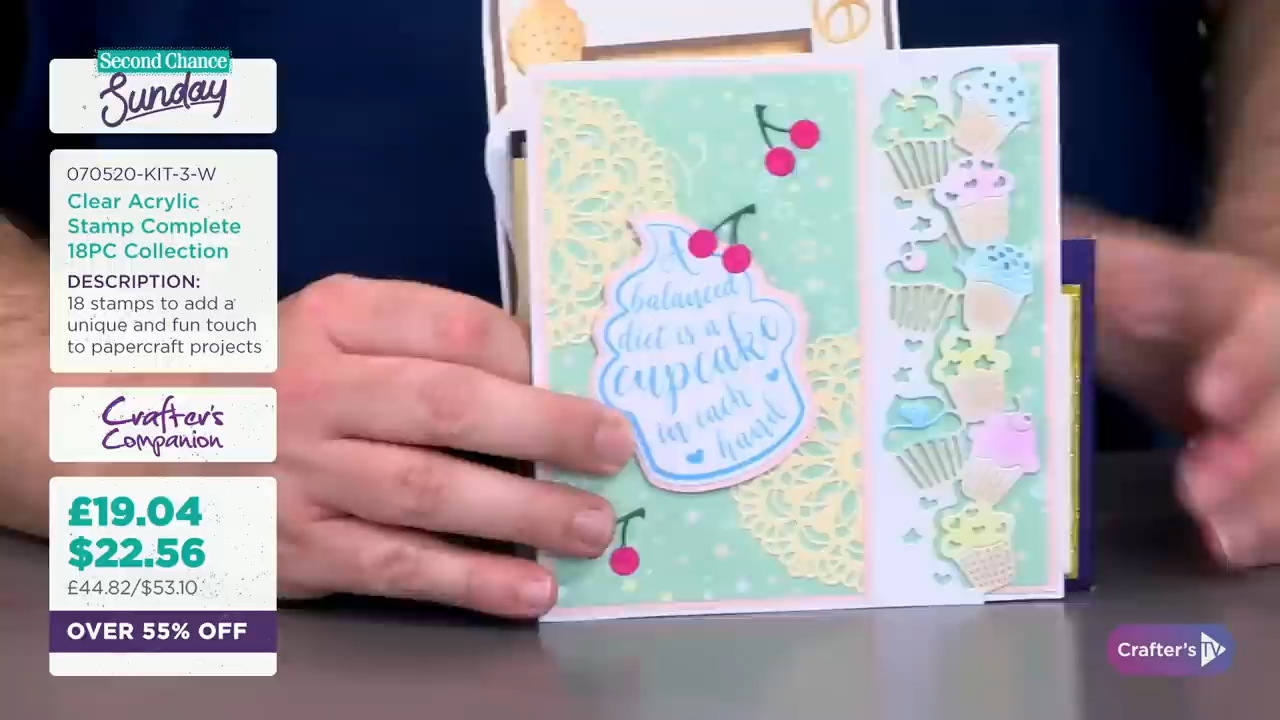 Second Chance
Sunday
070520-KIT-3-W
Clear Acrylic
Stamp Complete
18PC Collection
DESCRIPTION:
18 stamps to add a
unique and fun touch
to papercraft projects
Crafter's
Companion
£19.04
$22.56
£44.82/$53.10
OVER 55% OFF
A
balanced
diet is a
cupcake
in each
hand
Crafter's TV